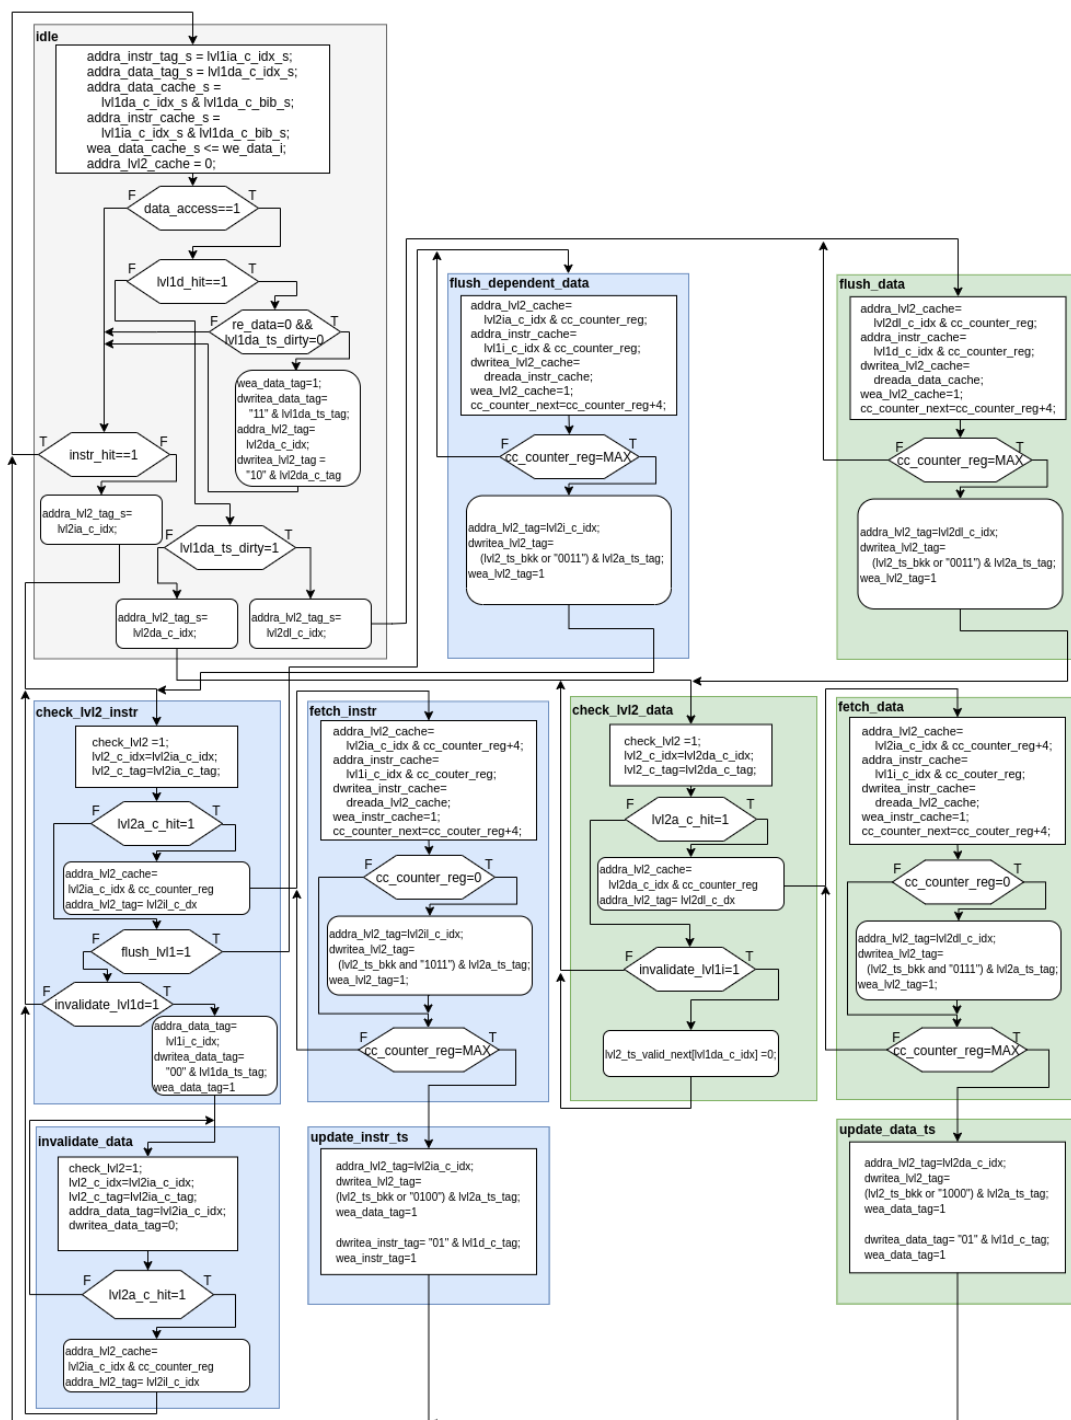 idle
addra_instr_tag_s = lvl1ia_c_idx_s;
addra_data_tag_s = lvl1da_c_idx_s;
addra_data_cache_s =
lvl1da_c_idx_s & lvl1da_c_bib_s;
addra_instr_cache_s =
lvl1ia_c_idx_s & lvl1da_c_bib_s;
wea_data_cache_s <= we_data_i;
addra_lvl2_cache = 0;
F T
data_access==1
F T
lvl1d_hit==1
F T
re_data=0 &&
lvl1da_ts_dirty=0
wea_data_tag=1;
dwritea_data_tag=
"11" & lvl1da_ts_tag;
addra_lvl2_tag=
lvl2da_c_idx;
dwritea_lvl2_tag =
"10" & lvl2da_c_tag
T F
instr_hit==1
addra_lvl2_tag_s=
lvl2ia_c_idx;
F T
lvl1da_ts_dirty=1
addra_lvl2_tag_s=
lvl2da_c_idx;
addra_lvl2_tag_s=
lvl2dl_c_idx;
flush_dependent_data
addra_lvl2_cache=
lvl2ia_c_idx & cc_counter_reg;
addra_instr_cache=
lvl1i_c_idx & cc_counter_reg;
dwritea_lvl2_cache=
dreada_instr_cache;
wea_lvl2_cache=1;
cc_counter_next=cc_counter_reg+4;
F T
cc_counter_reg=MAX
addra_lvl2_tag=lvl2i_c_idx;
dwritea_lvl2_tag=
(lvl2_ts_bkk or "0011") & lvl2a_ts_tag;
wea_lvl2_tag=1
flush_data
addra_lvl2_cache=
lvl2dl_c_idx & cc_counter_reg;
addra_instr_cache=
lvl1d_c_idx & cc_counter_reg;
dwritea_lvl2_cache=
dreada_data_cache;
wea_lvl2_cache=1;
cc_counter_next=cc_counter_reg+4;
F T
cc_counter_reg=MAX
addra_lvl2_tag=lvl2dl_c_idx;
dwritea_lvl2_tag=
(lvl2_ts_bkk or "0011") & lvl2a_ts_tag;
wea_lvl2_tag=1
check_lvl2_instr
check_lvl2 =1;
lvl2_c_idx=lvl2ia_c_idx;
lvl2_c_tag=lvl2ia_c_tag;
F T
lvl2a_c_hit=1
addra_lvl2_cache=
lvl2ia_c_idx & cc_counter_reg
addra_lvl2_tag= lvl2il_c_dx
F T
flush_lvl1=1
F T
invalidate_lvl1d=1
addra_data_tag=
lvl1i_c_idx;
dwritea_data_tag=
"00" & lvl1da_ts_tag;
wea_data_tag=1
fetch_instr
addra_lvl2_cache=
lvl2ia_c_idx & cc_counter_reg+4;
addra_instr_cache=
lvl1i_c_idx & cc_couter_reg;
dwritea_instr_cache=
dreada_lvl2_cache;
wea_instr_cache=1;
cc_counter_next=cc_couter_reg+4;
F T
cc_counter_reg=0
addra_lvl2_tag=lvl2il_c_idx;
dwritea_lvl2_tag=
(lvl2_ts_bkk and "1011") & lvl2a_ts_tag;
wea_lvl2_tag=1;
F T
cc_counter_reg=MAX
check_lvl2_data
check_lvl2 =1;
lvl2_c_idx=lvl2da_c_idx;
lvl2_c_tag=lvl2da_c_tag;
F T
lvl2a_c_hit=1
addra_lvl2_cache=
lvl2da_c_idx & cc_counter_reg
addra_lvl2_tag= lvl2dl_c_dx
F T
invalidate_lvl1i=1
lvl2_ts_valid_next[lvl1da_c_idx] =0;
fetch_data
addra_lvl2_cache=
lvl2ia_c_idx & cc_counter_reg+4;
addra_instr_cache=
lvl1i_c_idx & cc_couter_reg;
dwritea_instr_cache=
dreada_lvl2_cache;
wea_instr_cache=1;
cc_counter_next=cc_couter_reg+4;
F T
cc_counter_reg=0
addra_lvl2_tag=lvl2dl_c_idx;
dwritea_lvl2_tag=
(lvl2_ts_bkk and "0111") & lvl2a_ts_tag;
wea_lvl2_tag=1;
F T
cc_counter_reg=MAX
invalidate_data
check_lvl2=1;
lvl2_c_idx=lvl2ia_c_idx;
lvl2_c_tag=lvl2ia_c_tag;
addra_data_tag=lvl2ia_c_idx;
dwritea_data_tag=0;
F T
lvl2a_c_hit=1
addra_lvl2_cache=
lvl2ia_c_idx & cc_counter_reg
addra_lvl2_tag= lvl2il_c_idx
update_instr_ts
addra_lvl2_tag=lvl2ia_c_idx;
dwritea_lvl2_tag=
(lvl2_ts_bkk or "0100") & lvl2a_ts_tag;
wea_data_tag=1
dwritea_instr_tag= "01" & lvl1d_c_tag;
wea_instr_tag=1
update_data_ts
addra_lvl2_tag=lvl2da_c_idx;
dwritea_lvl2_tag=
(lvl2_ts_bkk or "1000") & lvl2a_ts_tag;
wea_data_tag=1
dwritea_data_tag= "01" & lvl1d_c_tag;
wea_data_tag=1